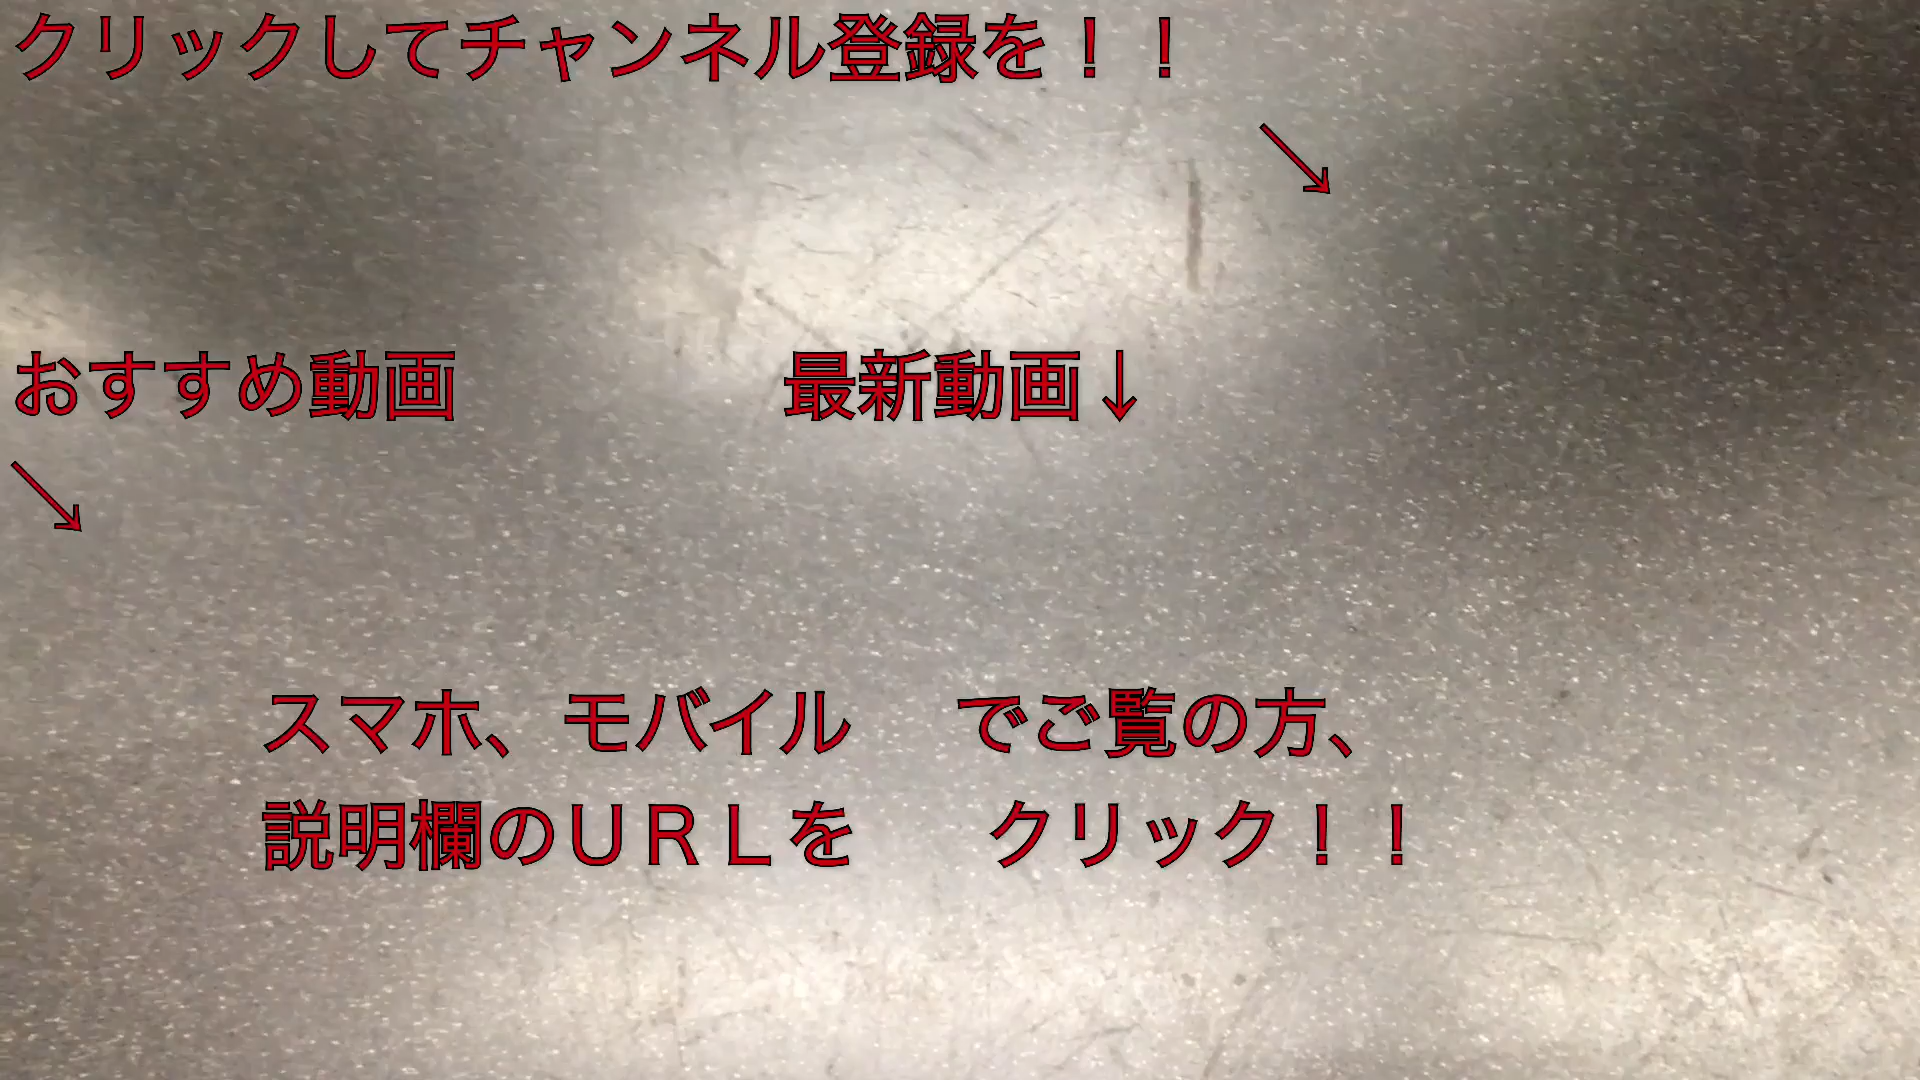 クリックしてチャンネル登録を！！
↘
おすすめ動画 最新動画↓
↘
スマホ、モバイル でご覧の方、
説明欄のＵＲＬを クリック！！